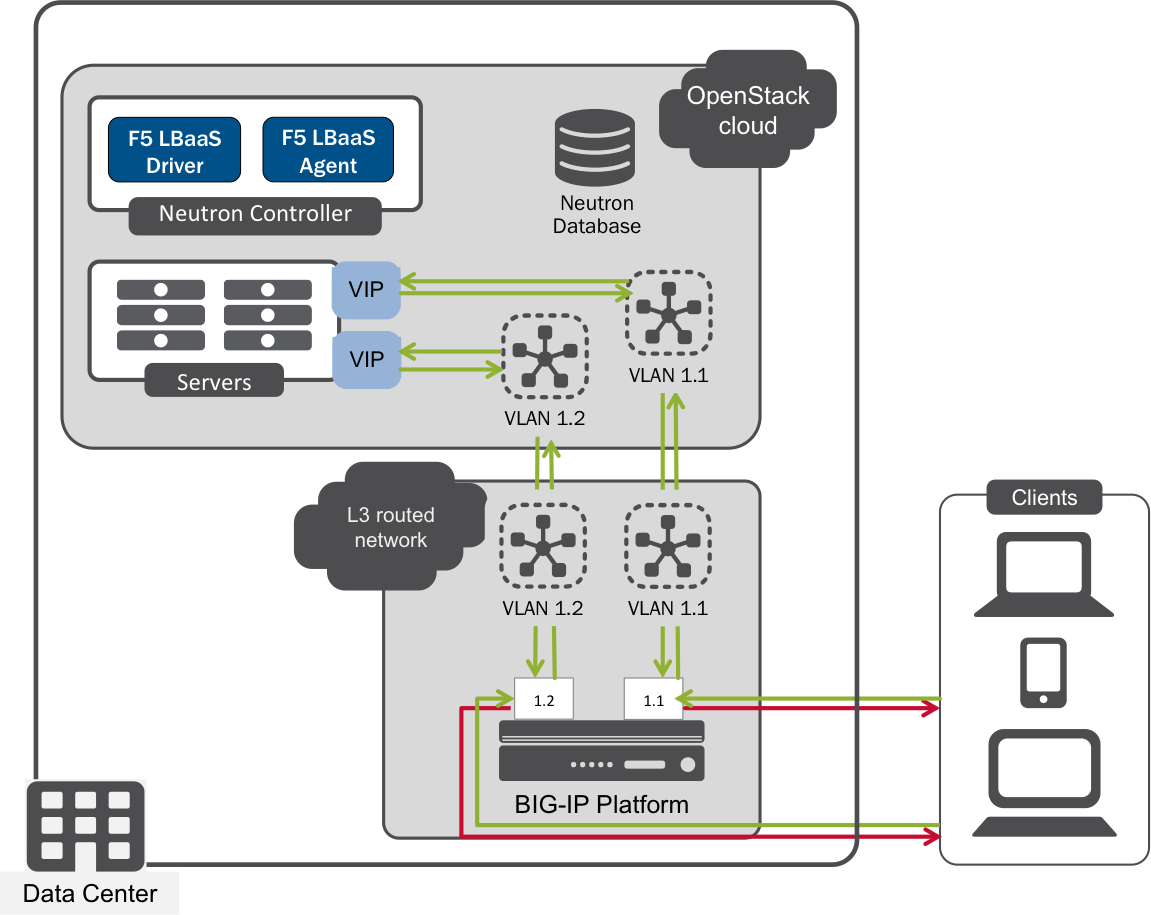 OpenStack
cloud
F5 LBaaS
Driver
F5 LBaaS
Agent
Neutron Controller
Neutron
Database
VIP
VIP
Servers
VLAN 1.1
VLAN 1.2
L3 routed
network
Clients
VLAN 1.2
VLAN 1.1
1.2
1.1
BIG-IP Platform
Data Center